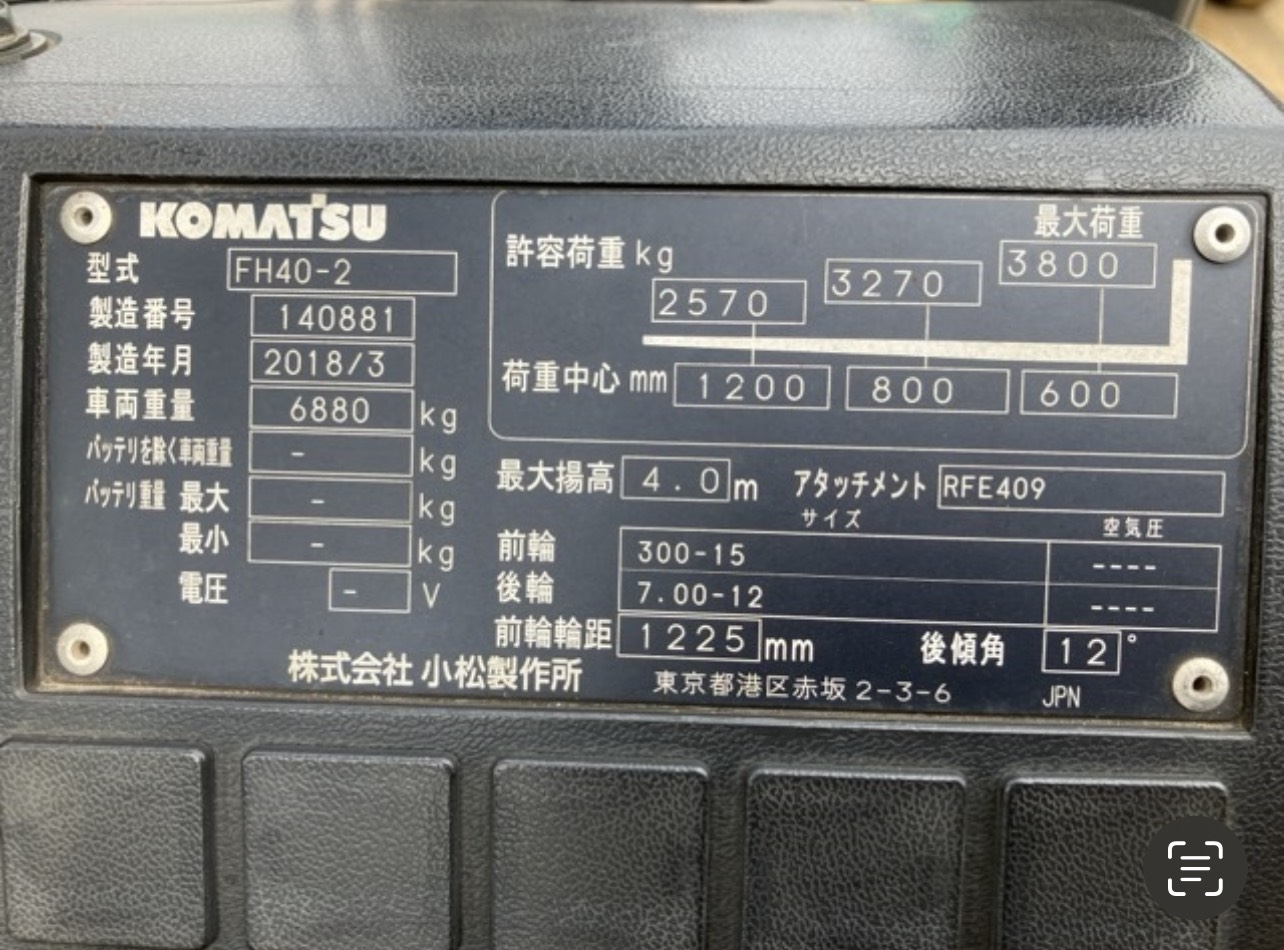 KOMATSU
型式 FH40-2
製造番号 140881
製造年月 2018/3
車両重量 6880 kg
バッテリを除く車両重量 - kg
バッテリ重量 最大 - kg
最小 - kg
電圧 - V
最大荷重
許容荷重 kg 2570 3270 3800
荷重中心 mm 1200 800 600
最大揚高 4.0 m アタッチメント RFE409
サイズ 空気圧
前輪 300-15 ----
後輪 7.00-12 ----
前輪輪距 1225 mm 後傾角 12°
株式会社 小松製作所 東京都港区赤坂 2-3-6 JPN